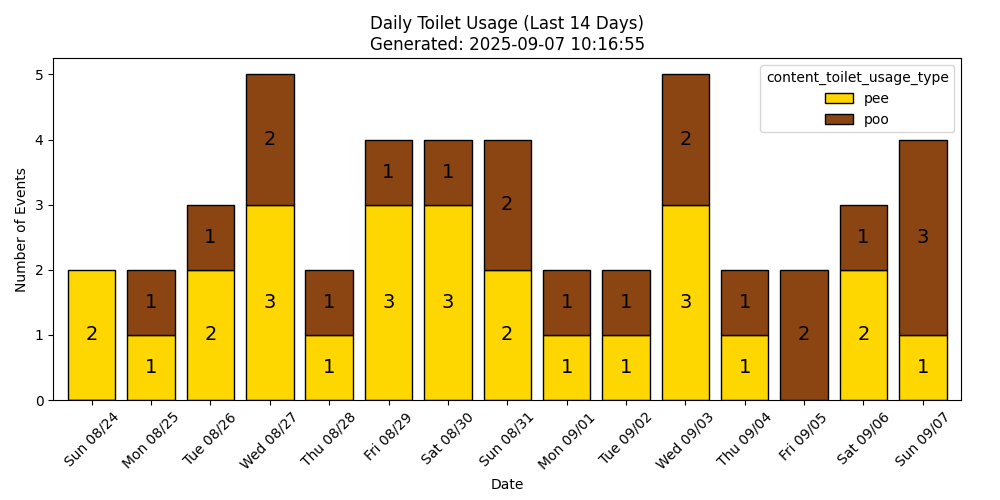 Daily Toilet Usage (Last 14 Days)
Generated: 2025-09-07 10:16:55
content_toilet_usage_type
pee
poo
Number of Events
5
4
3
2
1
0
2
1
1
1
2
2
3
1
1
1
3
1
3
2
2
1
1
1
1
2
3
1
1
2
1
2
3
1
Sun 08/24
Mon 08/25
Tue 08/26
Wed 08/27
Thu 08/28
Fri 08/29
Sat 08/30
Sun 08/31
Mon 09/01
Tue 09/02
Wed 09/03
Thu 09/04
Fri 09/05
Sat 09/06
Sun 09/07
Date